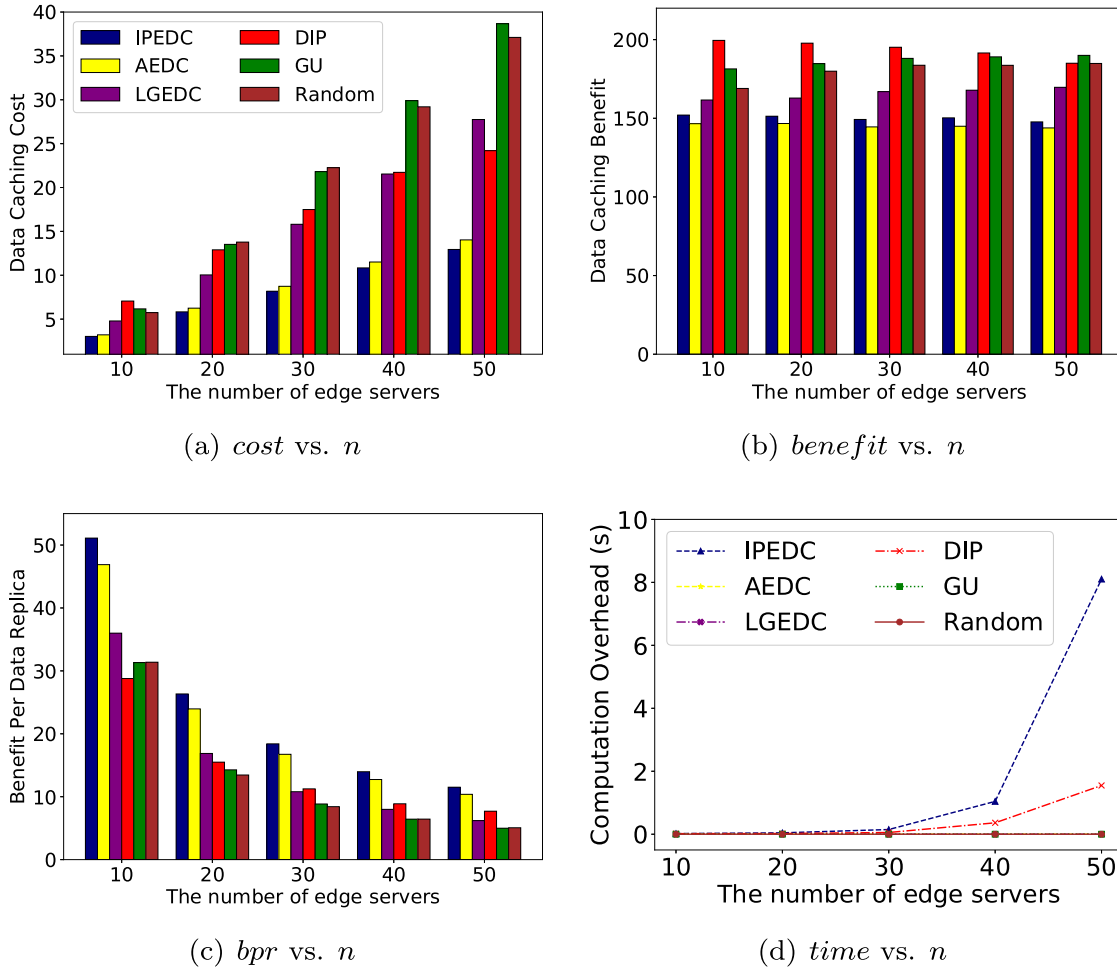 40
35
30
25
20
15
10
5
Data Caching Cost
IPEDC
AEDC
LGEDC
DIP
GU
Random
10 20 30 40 50
The number of edge servers
(a) cost vs. n
200
150
100
50
0
Data Caching Benefit
10 20 30 40 50
The number of edge servers
(b) benefit vs. n
50
40
30
20
10
0
Benefit Per Data Replica
10 20 30 40 50
The number of edge servers
(c) bpr vs. n
10
8
6
4
2
0
Computation Overhead (s)
IPEDC
AEDC
LGEDC
DIP
GU
Random
10 20 30 40 50
The number of edge servers
(d) time vs. n